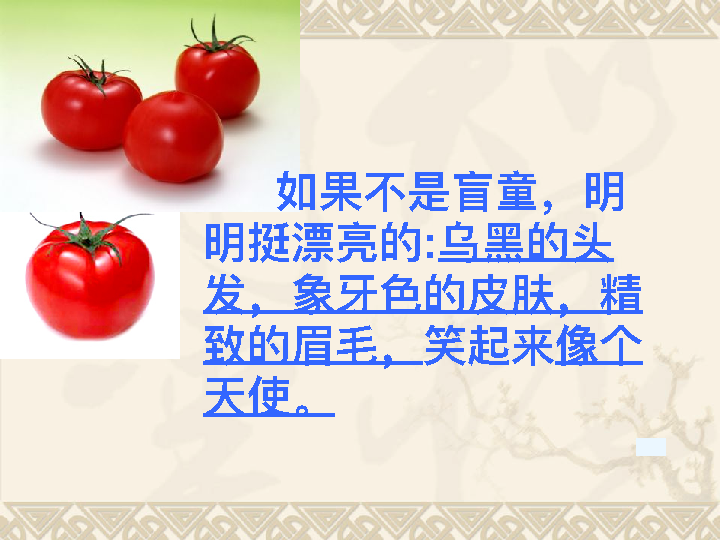 如果不是盲童，明
明挺漂亮的:乌黑的头
发，象牙色的皮肤，精
致的眉毛，笑起来像个
天使。